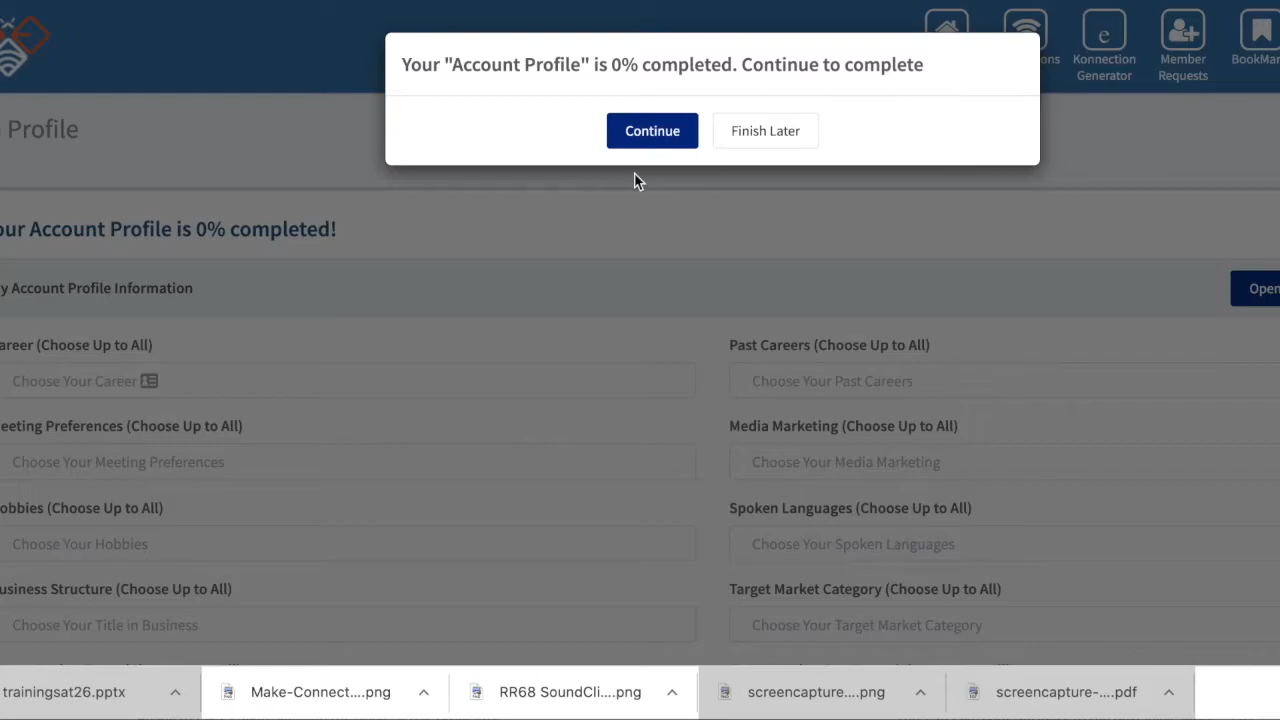 Your "Account Profile" is 0% completed. Continue to complete
Continue
Finish Later
ons
Konnection
Generator
Member
Requests
BookMar
Profile
our Account Profile is 0% completed!
y Account Profile Information
Open
areer (Choose Up to All)
Past Careers (Choose Up to All)
Choose Your Career
Choose Your Past Careers
eeting Preferences (Choose Up to All)
Media Marketing (Choose Up to All)
Choose Your Meeting Preferences
Choose Your Media Marketing
obbies (Choose Up to All)
Spoken Languages (Choose Up to All)
Choose Your Hobbies
Choose Your Spoken Languages
usiness Structure (Choose Up to All)
Target Market Category (Choose Up to All)
Choose Your Title in Business
Choose Your Target Market Category
trainingsat26.pptx
Make-Connect....png
RR68 SoundCli....png
screencapture....png
screencapture-....pdf